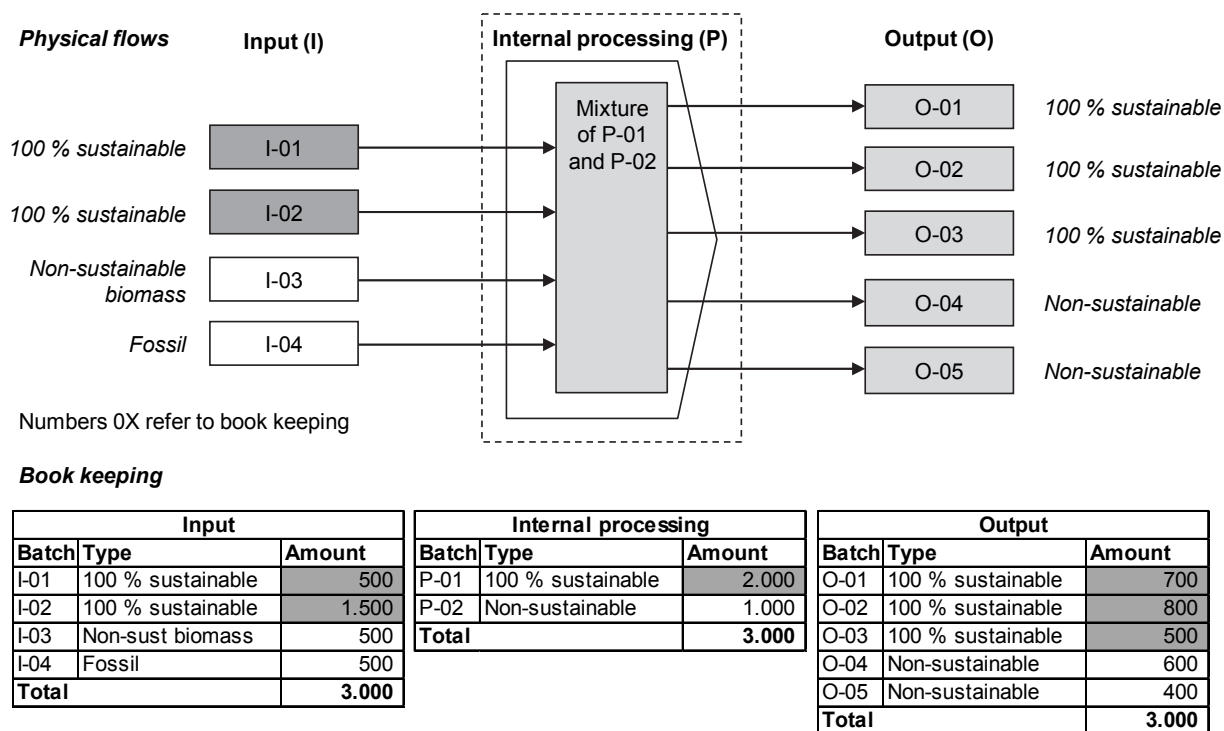 Physical flows
Input (I)
Internal processing (P)
Output (O)
100 % sustainable
I-01
100 % sustainable
I-02
Non-sustainable
biomass
I-03
Fossil
I-04
Mixture
of P-01
and P-02
O-01
100 % sustainable
O-02
100 % sustainable
O-03
100 % sustainable
O-04
Non-sustainable
O-05
Non-sustainable
Numbers 0X refer to book keeping
Book keeping
Input
Batch Type Amount
I-01 100 % sustainable 500
I-02 100 % sustainable 1.500
I-03 Non-sust biomass 500
I-04 Fossil 500
Total 3.000
Internal processing
Batch Type Amount
P-01 100 % sustainable 2.000
P-02 Non-sustainable 1.000
Total 3.000
Output
Batch Type Amount
O-01 100 % sustainable 700
O-02 100 % sustainable 800
O-03 100 % sustainable 500
O-04 Non-sustainable 600
O-05 Non-sustainable 400
Total 3.000